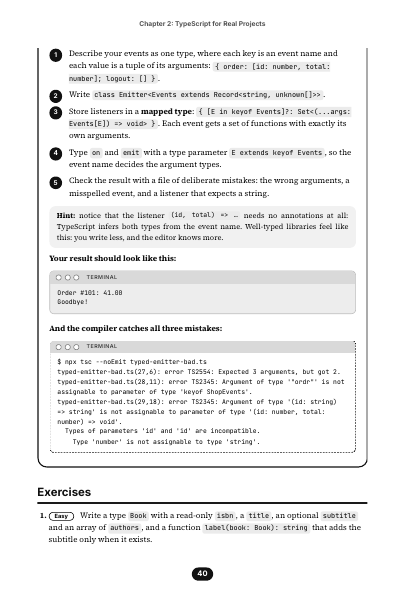 Chapter 2: TypeScript for Real Projects
1 Describe your events as one type, where each key is an event name and
each value is a tuple of its arguments: { order: [id: number, total:
number]; logout: [] } .
2 Write class Emitter<Events extends Record<string, unknown[]>> .
3 Store listeners in a mapped type: { [E in keyof Events]?: Set<(...args:
Events[E]) => void> } . Each event gets a set of functions with exactly its
own arguments.
4 Type on and emit with a type parameter E extends keyof Events , so the
event name decides the argument types.
5 Check the result with a file of deliberate mistakes: the wrong arguments, a
misspelled event, and a listener that expects a string.
Hint: notice that the listener (id, total) => … needs no annotations at all:
TypeScript infers both types from the event name. Well-typed libraries feel like
this: you write less, and the editor knows more.
Your result should look like this:
TERMINAL
Order #101: 41.00
Goodbye!
And the compiler catches all three mistakes:
TERMINAL
$ npx tsc --noEmit typed-emitter-bad.ts
typed-emitter-bad.ts(27,6): error TS2554: Expected 3 arguments, but got 2.
typed-emitter-bad.ts(28,11): error TS2345: Argument of type '"ordr"' is not
assignable to parameter of type 'keyof ShopEvents'.
typed-emitter-bad.ts(29,18): error TS2345: Argument of type '(id: string)
=> string' is not assignable to parameter of type '(id: number, total:
number) => void'.
Types of parameters 'id' and 'id' are incompatible.
Type 'number' is not assignable to type 'string'.
Exercises
1. Easy Write a type Book with a read-only isbn , a title , an optional subtitle
and an array of authors , and a function label(book: Book): string that adds the
subtitle only when it exists.
40